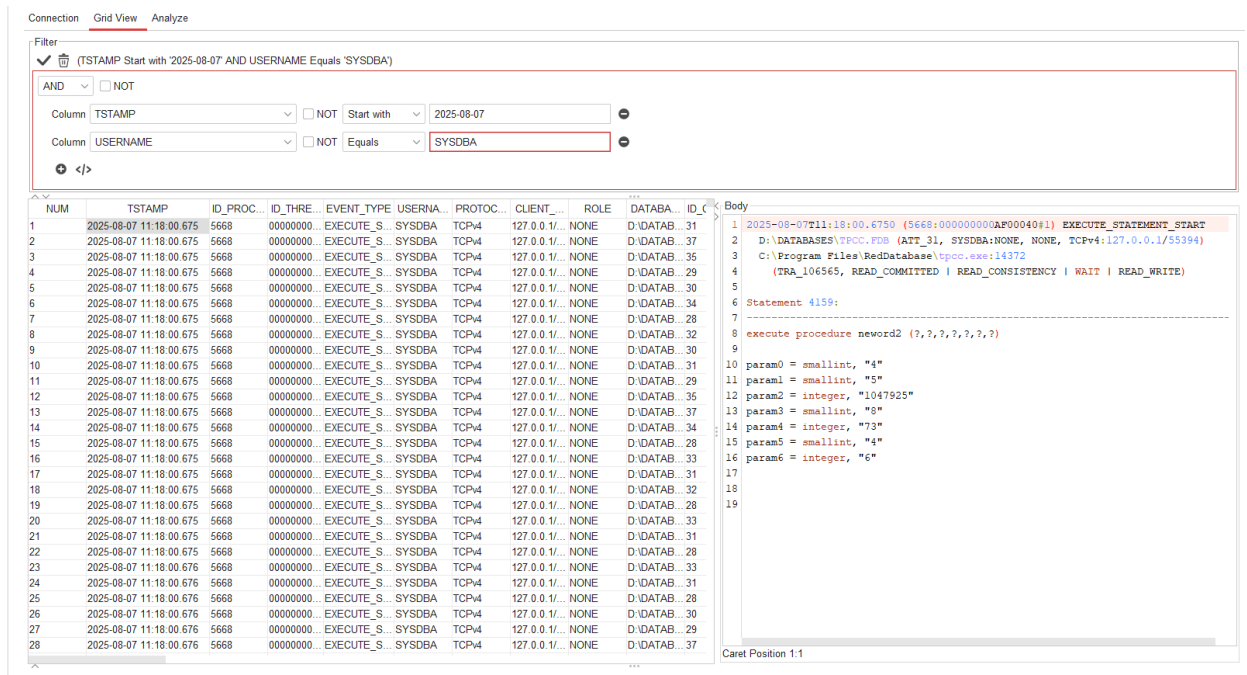 Connection Grid View Analyze
Filter
(TSTAMP Start with '2025-08-07' AND USERNAME Equals 'SYSDBA')
AND NOT
Column TSTAMP NOT Start with 2025-08-07
Column USERNAME NOT Equals SYSDBA
</>
NUM TSTAMP ID_PROC... ID_THRE... EVENT_TYPE USERNA... PROTOC... CLIENT_... ROLE DATABA... ID_C
1 2025-08-07 11:18:00.675 5668 00000000... EXECUTE_S... SYSDBA TCPv4 127.0.0.1/... NONE D:\DATAB... 31
2 2025-08-07 11:18:00.675 5668 00000000... EXECUTE_S... SYSDBA TCPv4 127.0.0.1/... NONE D:\DATAB... 37
3 2025-08-07 11:18:00.675 5668 00000000... EXECUTE_S... SYSDBA TCPv4 127.0.0.1/... NONE D:\DATAB... 35
4 2025-08-07 11:18:00.675 5668 00000000... EXECUTE_S... SYSDBA TCPv4 127.0.0.1/... NONE D:\DATAB... 29
5 2025-08-07 11:18:00.675 5668 00000000... EXECUTE_S... SYSDBA TCPv4 127.0.0.1/... NONE D:\DATAB... 30
6 2025-08-07 11:18:00.675 5668 00000000... EXECUTE_S... SYSDBA TCPv4 127.0.0.1/... NONE D:\DATAB... 34
7 2025-08-07 11:18:00.675 5668 00000000... EXECUTE_S... SYSDBA TCPv4 127.0.0.1/... NONE D:\DATAB... 28
8 2025-08-07 11:18:00.675 5668 00000000... EXECUTE_S... SYSDBA TCPv4 127.0.0.1/... NONE D:\DATAB... 32
9 2025-08-07 11:18:00.675 5668 00000000... EXECUTE_S... SYSDBA TCPv4 127.0.0.1/... NONE D:\DATAB... 30
10 2025-08-07 11:18:00.675 5668 00000000... EXECUTE_S... SYSDBA TCPv4 127.0.0.1/... NONE D:\DATAB... 31
11 2025-08-07 11:18:00.675 5668 00000000... EXECUTE_S... SYSDBA TCPv4 127.0.0.1/... NONE D:\DATAB... 29
12 2025-08-07 11:18:00.675 5668 00000000... EXECUTE_S... SYSDBA TCPv4 127.0.0.1/... NONE D:\DATAB... 35
13 2025-08-07 11:18:00.675 5668 00000000... EXECUTE_S... SYSDBA TCPv4 127.0.0.1/... NONE D:\DATAB... 37
14 2025-08-07 11:18:00.675 5668 00000000... EXECUTE_S... SYSDBA TCPv4 127.0.0.1/... NONE D:\DATAB... 34
15 2025-08-07 11:18:00.675 5668 00000000... EXECUTE_S... SYSDBA TCPv4 127.0.0.1/... NONE D:\DATAB... 28
16 2025-08-07 11:18:00.675 5668 00000000... EXECUTE_S... SYSDBA TCPv4 127.0.0.1/... NONE D:\DATAB... 33
17 2025-08-07 11:18:00.675 5668 00000000... EXECUTE_S... SYSDBA TCPv4 127.0.0.1/... NONE D:\DATAB... 31
18 2025-08-07 11:18:00.675 5668 00000000... EXECUTE_S... SYSDBA TCPv4 127.0.0.1/... NONE D:\DATAB... 32
19 2025-08-07 11:18:00.675 5668 00000000... EXECUTE_S... SYSDBA TCPv4 127.0.0.1/... NONE D:\DATAB... 28
20 2025-08-07 11:18:00.675 5668 00000000... EXECUTE_S... SYSDBA TCPv4 127.0.0.1/... NONE D:\DATAB... 33
21 2025-08-07 11:18:00.675 5668 00000000... EXECUTE_S... SYSDBA TCPv4 127.0.0.1/... NONE D:\DATAB... 31
22 2025-08-07 11:18:00.675 5668 00000000... EXECUTE_S... SYSDBA TCPv4 127.0.0.1/... NONE D:\DATAB... 28
23 2025-08-07 11:18:00.676 5668 00000000... EXECUTE_S... SYSDBA TCPv4 127.0.0.1/... NONE D:\DATAB... 33
24 2025-08-07 11:18:00.676 5668 00000000... EXECUTE_S... SYSDBA TCPv4 127.0.0.1/... NONE D:\DATAB... 31
25 2025-08-07 11:18:00.676 5668 00000000... EXECUTE_S... SYSDBA TCPv4 127.0.0.1/... NONE D:\DATAB... 28
26 2025-08-07 11:18:00.676 5668 00000000... EXECUTE_S... SYSDBA TCPv4 127.0.0.1/... NONE D:\DATAB... 30
27 2025-08-07 11:18:00.676 5668 00000000... EXECUTE_S... SYSDBA TCPv4 127.0.0.1/... NONE D:\DATAB... 29
28 2025-08-07 11:18:00.676 5668 00000000... EXECUTE_S... SYSDBA TCPv4 127.0.0.1/... NONE D:\DATAB... 37
Body
1 2025-08-07T11:18:00.6750 (5668:000000000AF00040#1) EXECUTE_STATEMENT_START
2 D:\DATABASES\TPCC.FDB (ATT_31, SYSDBA:NONE, NONE, TCPv4:127.0.0.1/55394)
3 C:\Program Files\RedDatabase\tpcc.exe:14372
4 (TRA_106565, READ_COMMITTED | READ_CONSISTENCY | WAIT | READ_WRITE)
5
6 Statement 4159:
7 -------------------------------------------------------------------------------
8 execute procedure neword2 (?,?,?,?,?,?,?)
9
10 param0 = smallint, "4"
11 param1 = smallint, "5"
12 param2 = integer, "1047925"
13 param3 = smallint, "8"
14 param4 = integer, "73"
15 param5 = smallint, "4"
16 param6 = integer, "6"
17
18
19
Caret Position 1:1